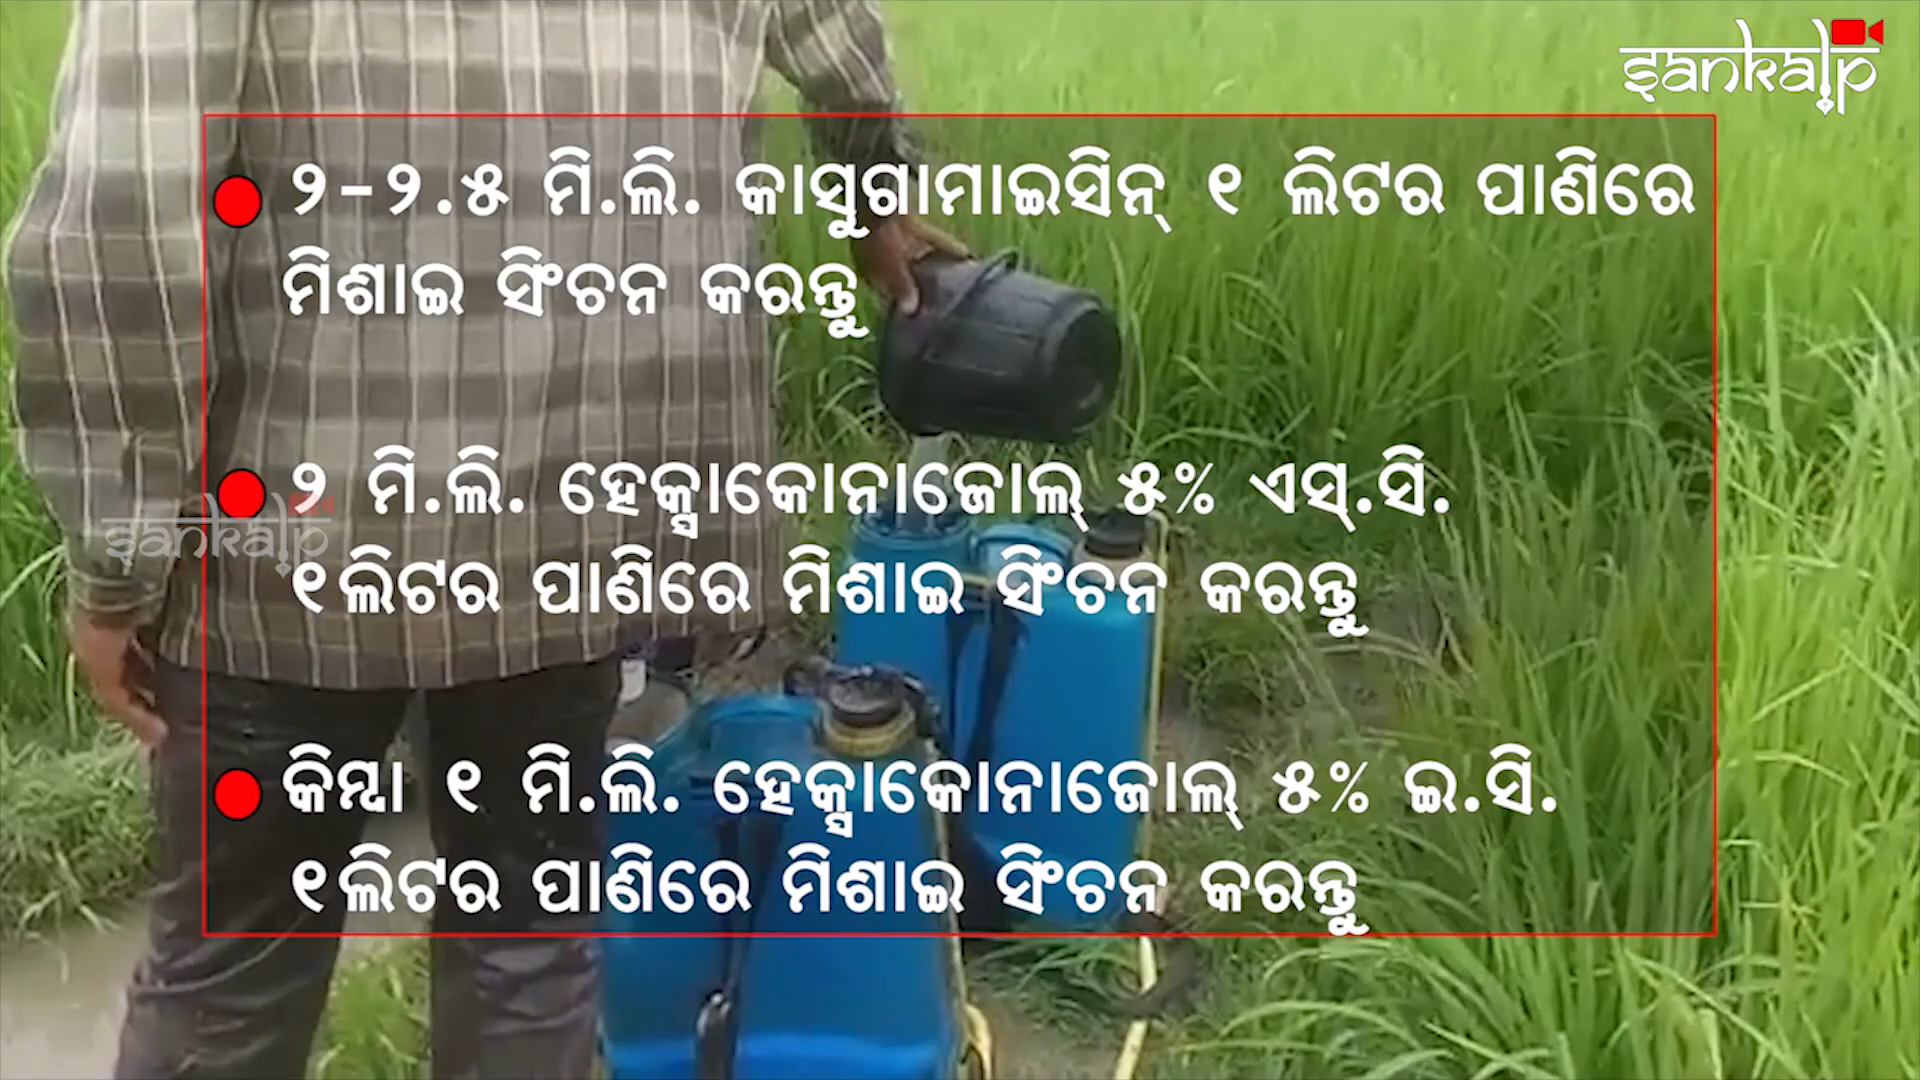 sankalp
୨-୨.୫ ମି.ଲି. କାସୁଗାମାଇସିନ୍ ୧ ଲିଟର ପାଣିରେ
ମିଶାଇ ସିଂଚନ କରନ୍ତୁ
୨ ମି.ଲି. ହେକ୍ସାକୋନାଜୋଲ୍ ୫% ଏସ୍.ସି.
sankalp
୧ଲିଟର ପାଣିରେ ମିଶାଇ ସିଂଚନ କରନ୍ତୁ
କିମ୍ବା ୧ ମି.ଲି. ହେକ୍ସାକୋନାଜୋଲ୍ ୫% ଇ.ସି.
୧ଲିଟର ପାଣିରେ ମିଶାଇ ସିଂଚନ କରନ୍ତୁ